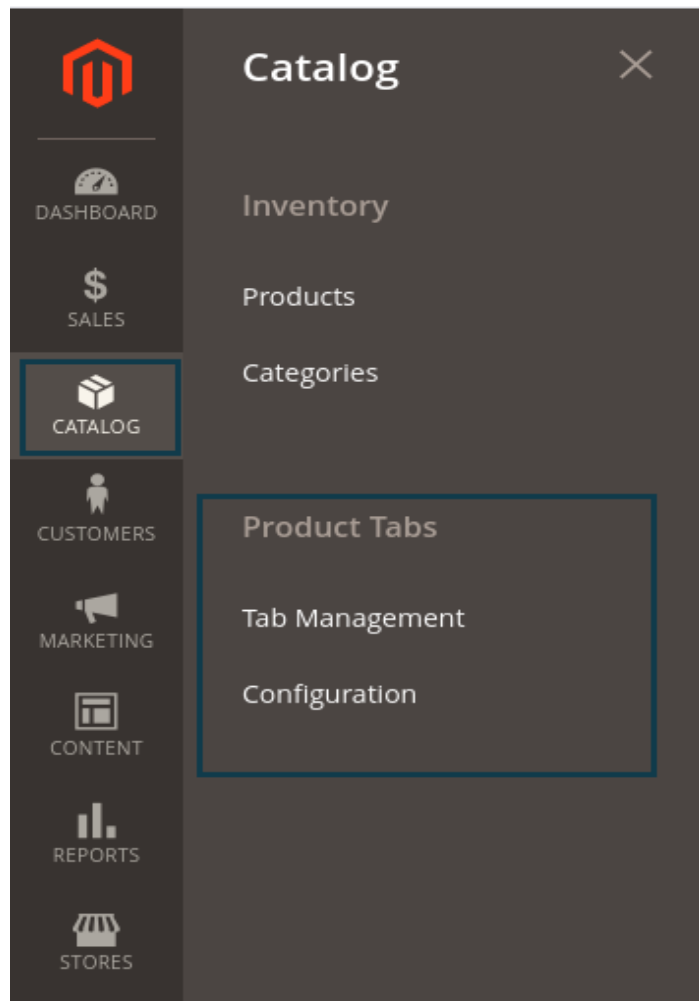 DASHBOARD
SALES
CATALOG
CUSTOMERS
MARKETING
CONTENT
REPORTS
STORES
Catalog
Inventory
Products
Categories
Product Tabs
Tab Management
Configuration